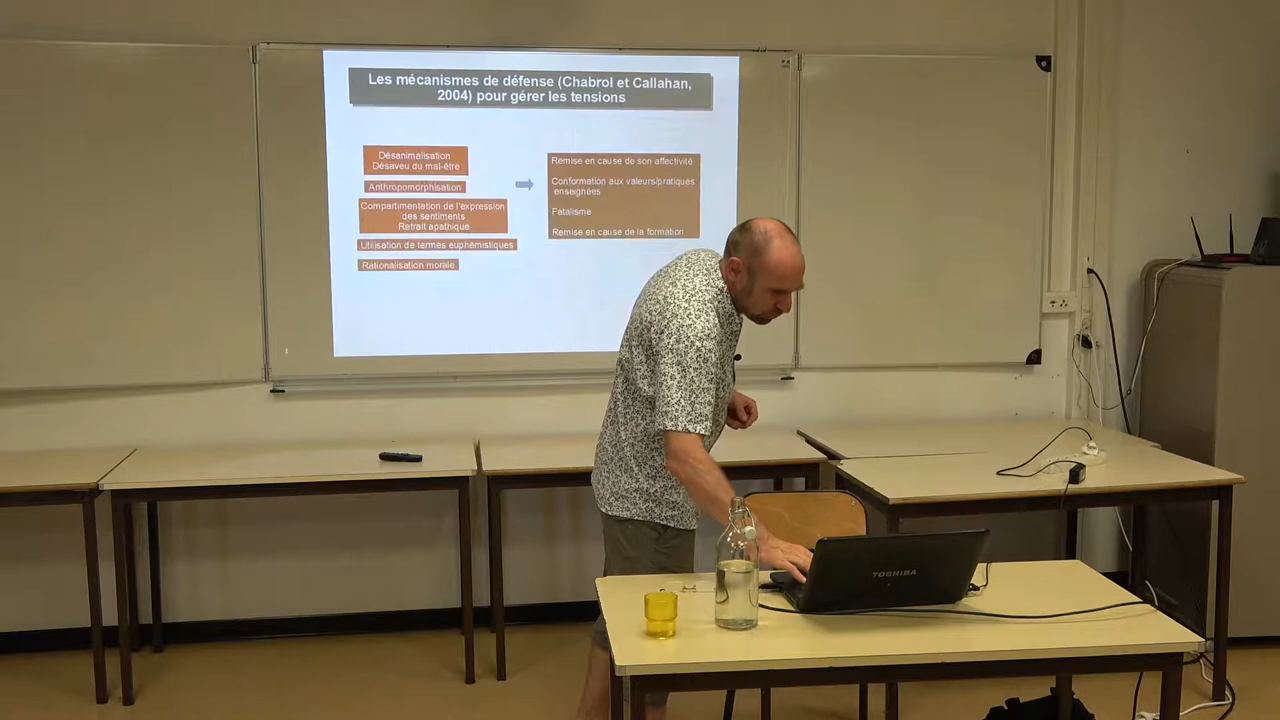 Les mécanismes de défense (Chabrol et Callahan,
2004) pour gérer les tensions
Désanimalisation
Désaveu du mal-être
Anthropomorphisation
Compartimentation de l'expression
des sentiments
Retrait apathique
Utilisation de termes euphémistiques
Rationalisation morale
Remise en cause de son affectivité
Conformation aux valeurs/pratiques
enseignées
Fatalisme
Remise en cause de la formation
TOSHIBA